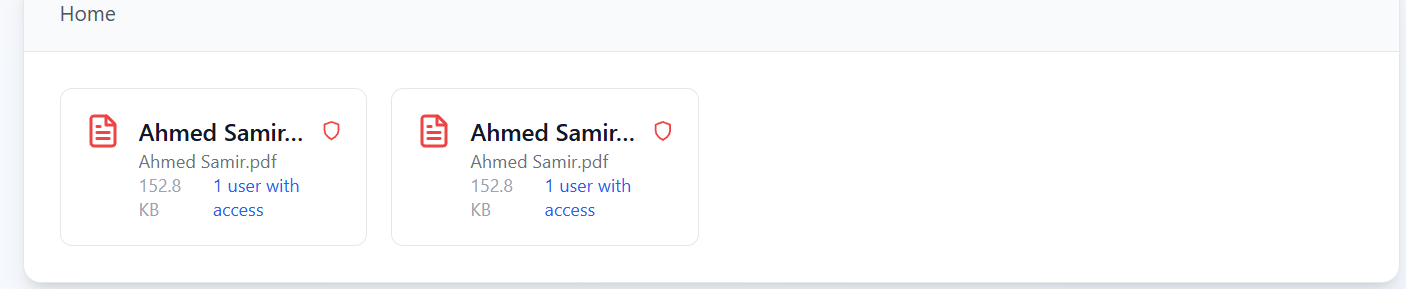 Home
Ahmed Samir...
Ahmed Samir.pdf
152.8
KB
1 user with
access
Ahmed Samir...
Ahmed Samir.pdf
152.8
KB
1 user with
access